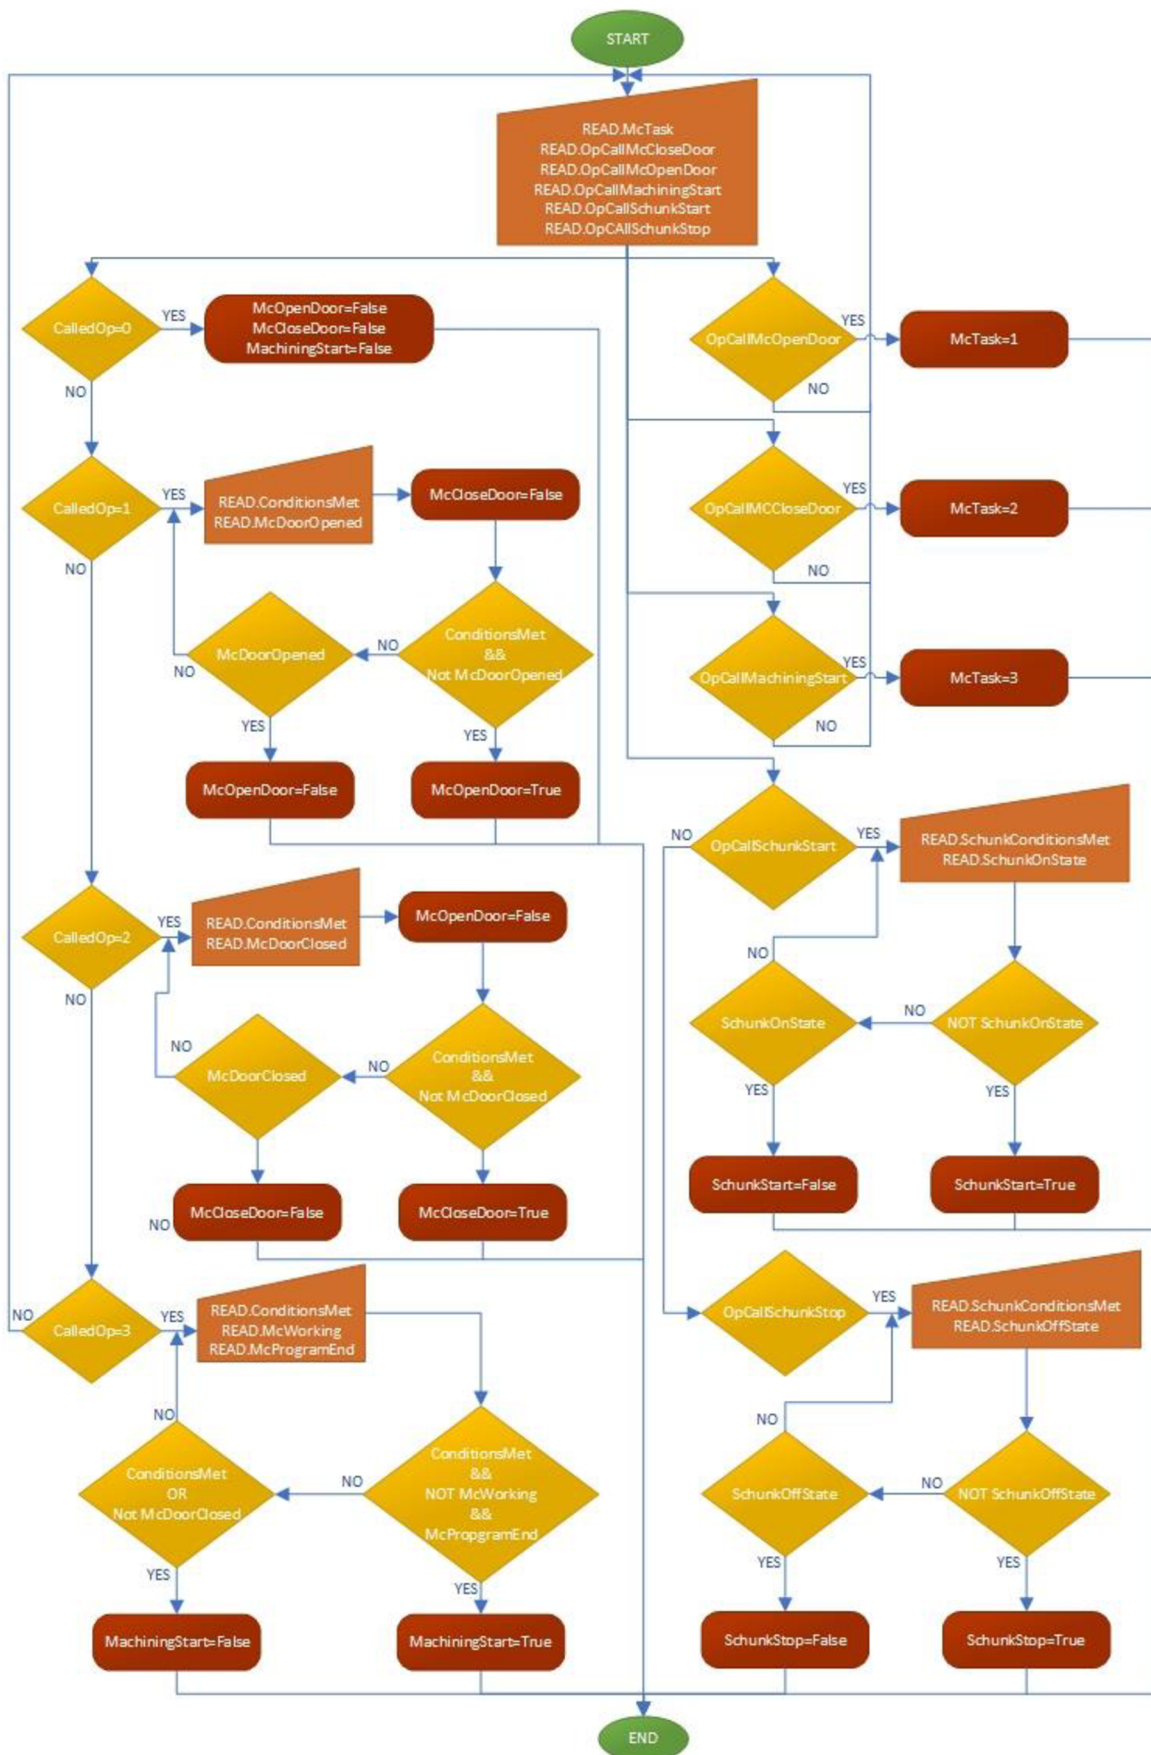 START
READ.McTask
READ.OpCallMcCloseDoor
READ.OpCallMcOpenDoor
READ.OpCallMachiningStart
READ.OpCallSchunkStart
READ.OpCAllSchunkStop
CalledOp=0
YES
McOpenDoor=False
McCloseDoor=False
MachiningStart=False
NO
OpCallMcOpenDoor
YES
McTask=1
NO
CalledOp=1
YES
READ.ConditionsMet
READ.McDoorOpened
McCloseDoor=False
NO
OpCallMCCloseDoor
YES
McTask=2
NO
McDoorOpened
NO
NO
ConditionsMet
&&
Not McDoorOpened
YES
YES
McOpenDoor=False
McOpenDoor=True
OpCallMachiningStart
YES
McTask=3
NO
OpCallSchunkStart
NO
YES
READ.SchunkConditionsMet
READ.SchunkOnState
CalledOp=2
YES
READ.ConditionsMet
READ.McDoorClosed
McOpenDoor=False
NO
NO
SchunkOnState
NO
NOT SchunkOnState
McDoorClosed
NO
NO
ConditionsMet
&&
Not McDoorClosed
YES
YES
SchunkStart=False
SchunkStart=True
McCloseDoor=False
McCloseDoor=True
NO
CalledOp=3
NO
YES
READ.ConditionsMet
READ.McWorking
READ.McProgramEnd
OpCallSchunkStop
YES
READ.SchunkConditionsMet
READ.SchunkOffState
NO
ConditionsMet
OR
Not McDoorClosed
NO
ConditionsMet
&&
NOT McWorking
&&
McPropgramEnd
NO
SchunkOffState
NO
NOT SchunkOffState
YES
YES
YES
YES
MachiningStart=False
MachiningStart=True
SchunkStop=False
SchunkStop=True
END